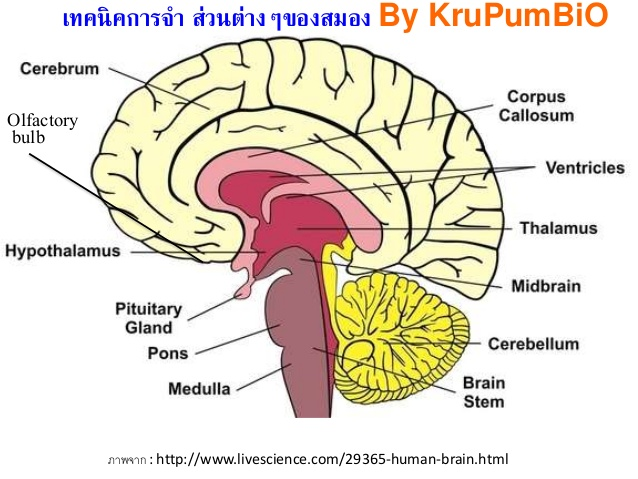 เทคนิคการจำ ส่วนต่างๆของสมอง By KruPumBiO
Cerebrum
Corpus
Callosum
Olfactory
bulb
Ventricles
Thalamus
Hypothalamus
Midbrain
Pituitary
Gland
Cerebellum
Pons
Brain
Stem
Medulla
ภาพจาก : http://www.livescience.com/29365-human-brain.html